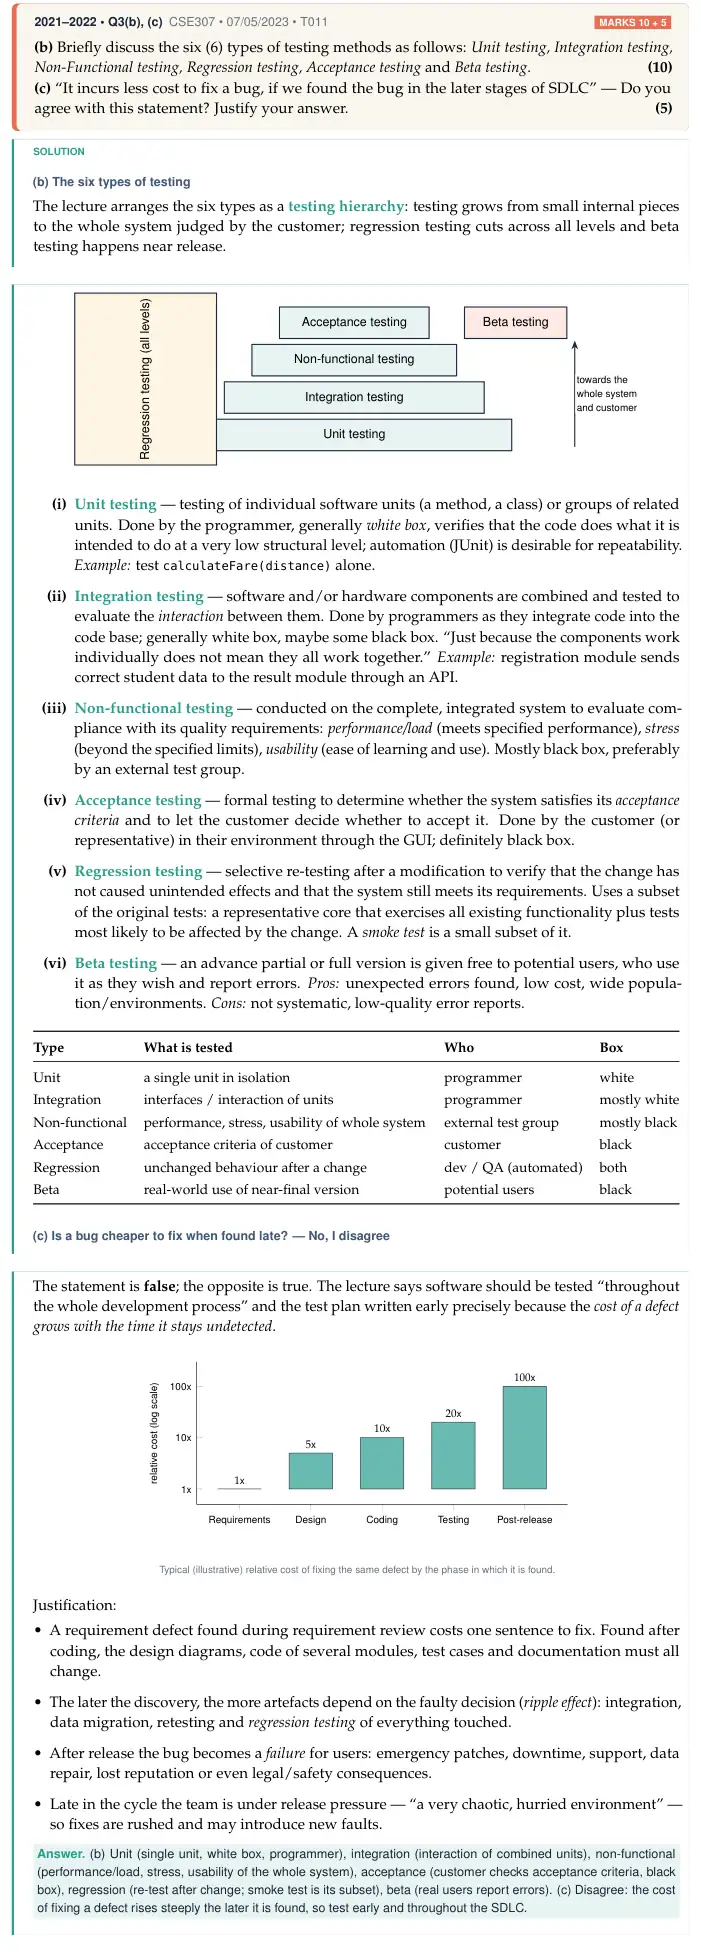 2021–2022 • Q3(b), (c) CSE307 • 07/05/2023 • T011
MARKS 10 + 5
(b) Briefly discuss the six (6) types of testing methods as follows: Unit testing, Integration testing,
Non-Functional testing, Regression testing, Acceptance testing and Beta testing. (10)
(c) “It incurs less cost to fix a bug, if we found the bug in the later stages of SDLC” — Do you
agree with this statement? Justify your answer. (5)
SOLUTION
(b) The six types of testing
The lecture arranges the six types as a testing hierarchy: testing grows from small internal pieces
to the whole system judged by the customer; regression testing cuts across all levels and beta
testing happens near release.
Regression testing (all levels)
Acceptance testing
Beta testing
Non-functional testing
Integration testing
Unit testing
towards the
whole system
and customer
(i) Unit testing — testing of individual software units (a method, a class) or groups of related
units. Done by the programmer, generally white box, verifies that the code does what it is
intended to do at a very low structural level; automation (JUnit) is desirable for repeatability.
Example: test calculateFare(distance) alone.
(ii) Integration testing — software and/or hardware components are combined and tested to
evaluate the interaction between them. Done by programmers as they integrate code into the
code base; generally white box, maybe some black box. “Just because the components work
individually does not mean they all work together.” Example: registration module sends
correct student data to the result module through an API.
(iii) Non-functional testing — conducted on the complete, integrated system to evaluate com-
pliance with its quality requirements: performance/load (meets specified performance), stress
(beyond the specified limits), usability (ease of learning and use). Mostly black box, preferably
by an external test group.
(iv) Acceptance testing — formal testing to determine whether the system satisfies its acceptance
criteria and to let the customer decide whether to accept it. Done by the customer (or
representative) in their environment through the GUI; definitely black box.
(v) Regression testing — selective re-testing after a modification to verify that the change has
not caused unintended effects and that the system still meets its requirements. Uses a subset
of the original tests: a representative core that exercises all existing functionality plus tests
most likely to be affected by the change. A smoke test is a small subset of it.
(vi) Beta testing — an advance partial or full version is given free to potential users, who use
it as they wish and report errors. Pros: unexpected errors found, low cost, wide popula-
tion/environments. Cons: not systematic, low-quality error reports.
Type What is tested Who Box
Unit a single unit in isolation programmer white
Integration interfaces / interaction of units programmer mostly white
Non-functional performance, stress, usability of whole system external test group mostly black
Acceptance acceptance criteria of customer customer black
Regression unchanged behaviour after a change dev / QA (automated) both
Beta real-world use of near-final version potential users black
(c) Is a bug cheaper to fix when found late? — No, I disagree
The statement is false; the opposite is true. The lecture says software should be tested “throughout
the whole development process” and the test plan written early precisely because the cost of a defect
grows with the time it stays undetected.
relative cost (log scale)
100x
10x
1x
1x
5x
10x
20x
100x
Requirements Design Coding Testing Post-release
Typical (illustrative) relative cost of fixing the same defect by the phase in which it is found.
Justification:
• A requirement defect found during requirement review costs one sentence to fix. Found after
coding, the design diagrams, code of several modules, test cases and documentation must all
change.
• The later the discovery, the more artefacts depend on the faulty decision (ripple effect): integration,
data migration, retesting and regression testing of everything touched.
• After release the bug becomes a failure for users: emergency patches, downtime, support, data
repair, lost reputation or even legal/safety consequences.
• Late in the cycle the team is under release pressure — “a very chaotic, hurried environment” —
so fixes are rushed and may introduce new faults.
Answer. (b) Unit (single unit, white box, programmer), integration (interaction of combined units), non-functional
(performance/load, stress, usability of the whole system), acceptance (customer checks acceptance criteria, black
box), regression (re-test after change; smoke test is its subset), beta (real users report errors). (c) Disagree: the cost
of fixing a defect rises steeply the later it is found, so test early and throughout the SDLC.